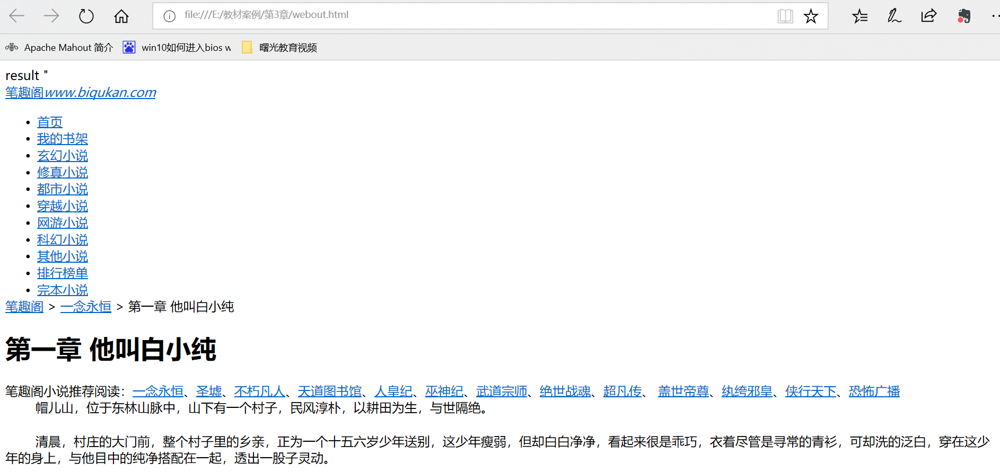 file:///E:/教材案例/第3章/webout.html
Apache Mahout 简介 win10如何进入bios w 曙光教育视频
result "
笔趣阁www.biqukan.com
• 首页
• 我的书架
• 玄幻小说
• 修真小说
• 都市小说
• 穿越小说
• 网游小说
• 科幻小说
• 其他小说
• 排行榜单
• 完本小说
笔趣阁 > 一念永恒 > 第一章 他叫白小纯
第一章 他叫白小纯
笔趣阁小说推荐阅读：一念永恒、圣墟、不朽凡人、天道图书馆、人皇纪、巫神纪、武道宗师、绝世战魂、超凡传、 盖世帝尊、纨绔邪皇、侠行天下、恐怖广播
帽儿山，位于东林山脉中，山下有一个村子，民风淳朴，以耕田为生，与世隔绝。
清晨，村庄的大门前，整个村子里的乡亲，正为一个十五六岁少年送别，这少年瘦弱，但却白白净净，看起来很是乖巧，衣着尽管是寻常的青衫，可却洗的泛白，穿在这少
年的身上，与他目中的纯净搭配在一起，透出一股子灵动。